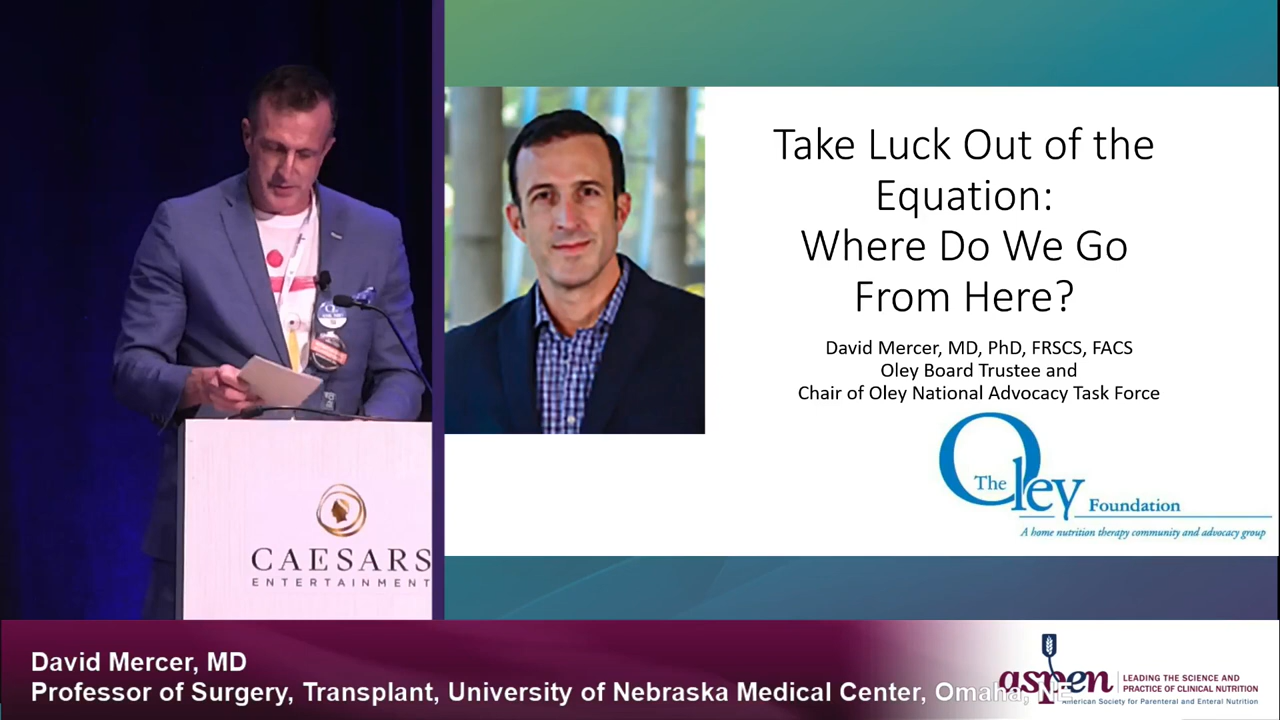 Take Luck Out of the
Equation:
Where Do We Go
From Here?
David Mercer, MD, PhD, FRSCS, FACS
Oley Board Trustee and
Chair of Oley National Advocacy Task Force
The Oley Foundation
A home nutrition therapy community and advocacy group
CAESARS
ENTERTAINMENT
David Mercer, MD
Professor of Surgery, Transplant, University of Nebraska Medical Center, Omaha, NE
aspen
LEADING THE SCIENCE AND
PRACTICE OF CLINICAL NUTRITION
American Society for Parenteral and Enteral Nutrition